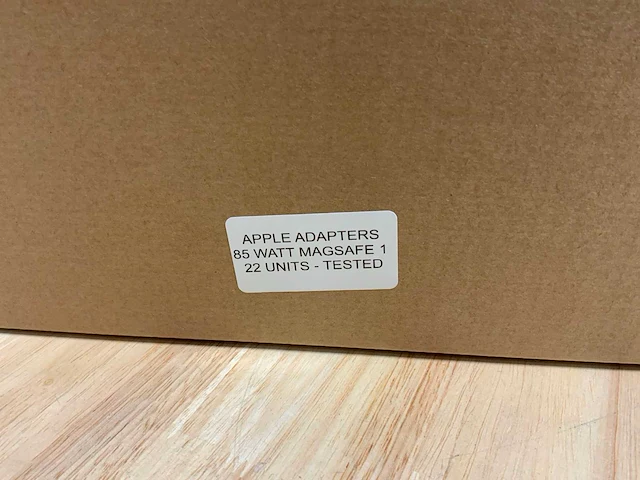 APPLE ADAPTERS
85 WATT MAGSAFE 1
22 UNITS - TESTED